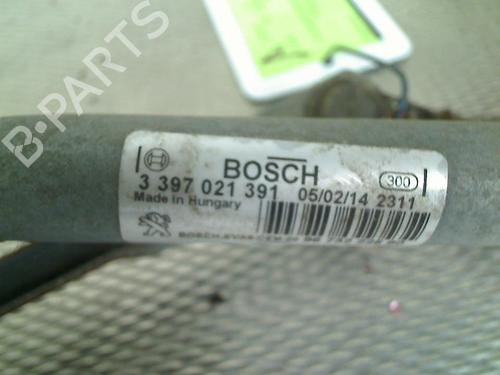 B-PARTS
BOSCH
300
3 397 021 391 05/02/14 2311
Made in Hungary